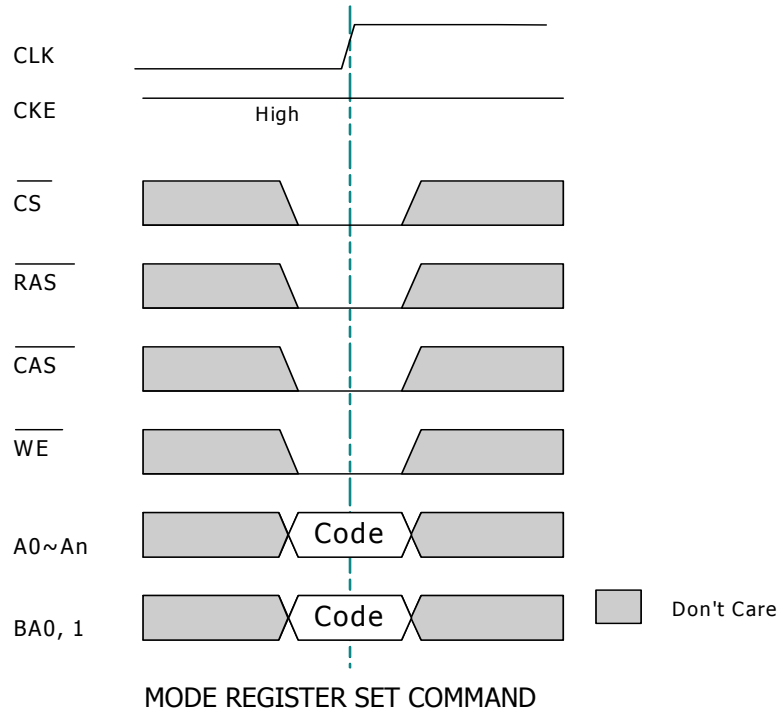 CLK
CKE
High
CS
RAS
CAS
WE
A0~An
Code
BA0, 1
Code
Don't Care
MODE REGISTER SET COMMAND